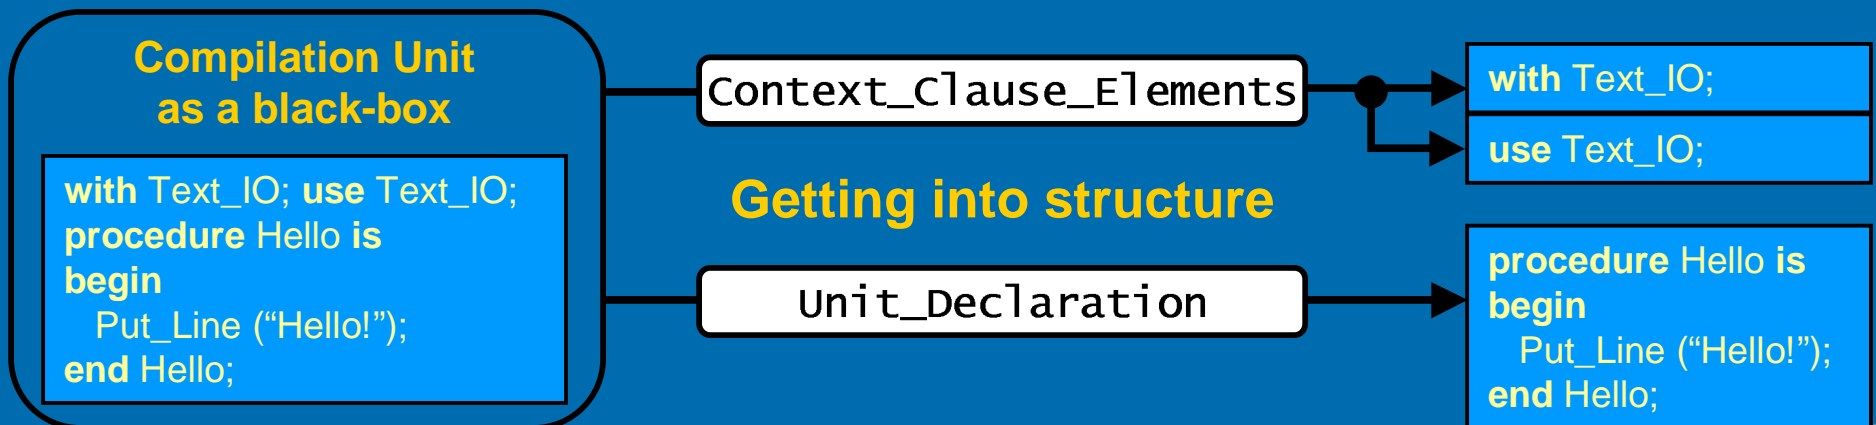 Compilation Unit
as a black-box
with Text_IO; use Text_IO;
procedure Hello is
begin
Put_Line (“Hello!”);
end Hello;
Context_Clause_Elements
Getting into structure
Unit_Declaration
with Text_IO;
use Text_IO;
procedure Hello is
begin
Put_Line (“Hello!”);
end Hello;